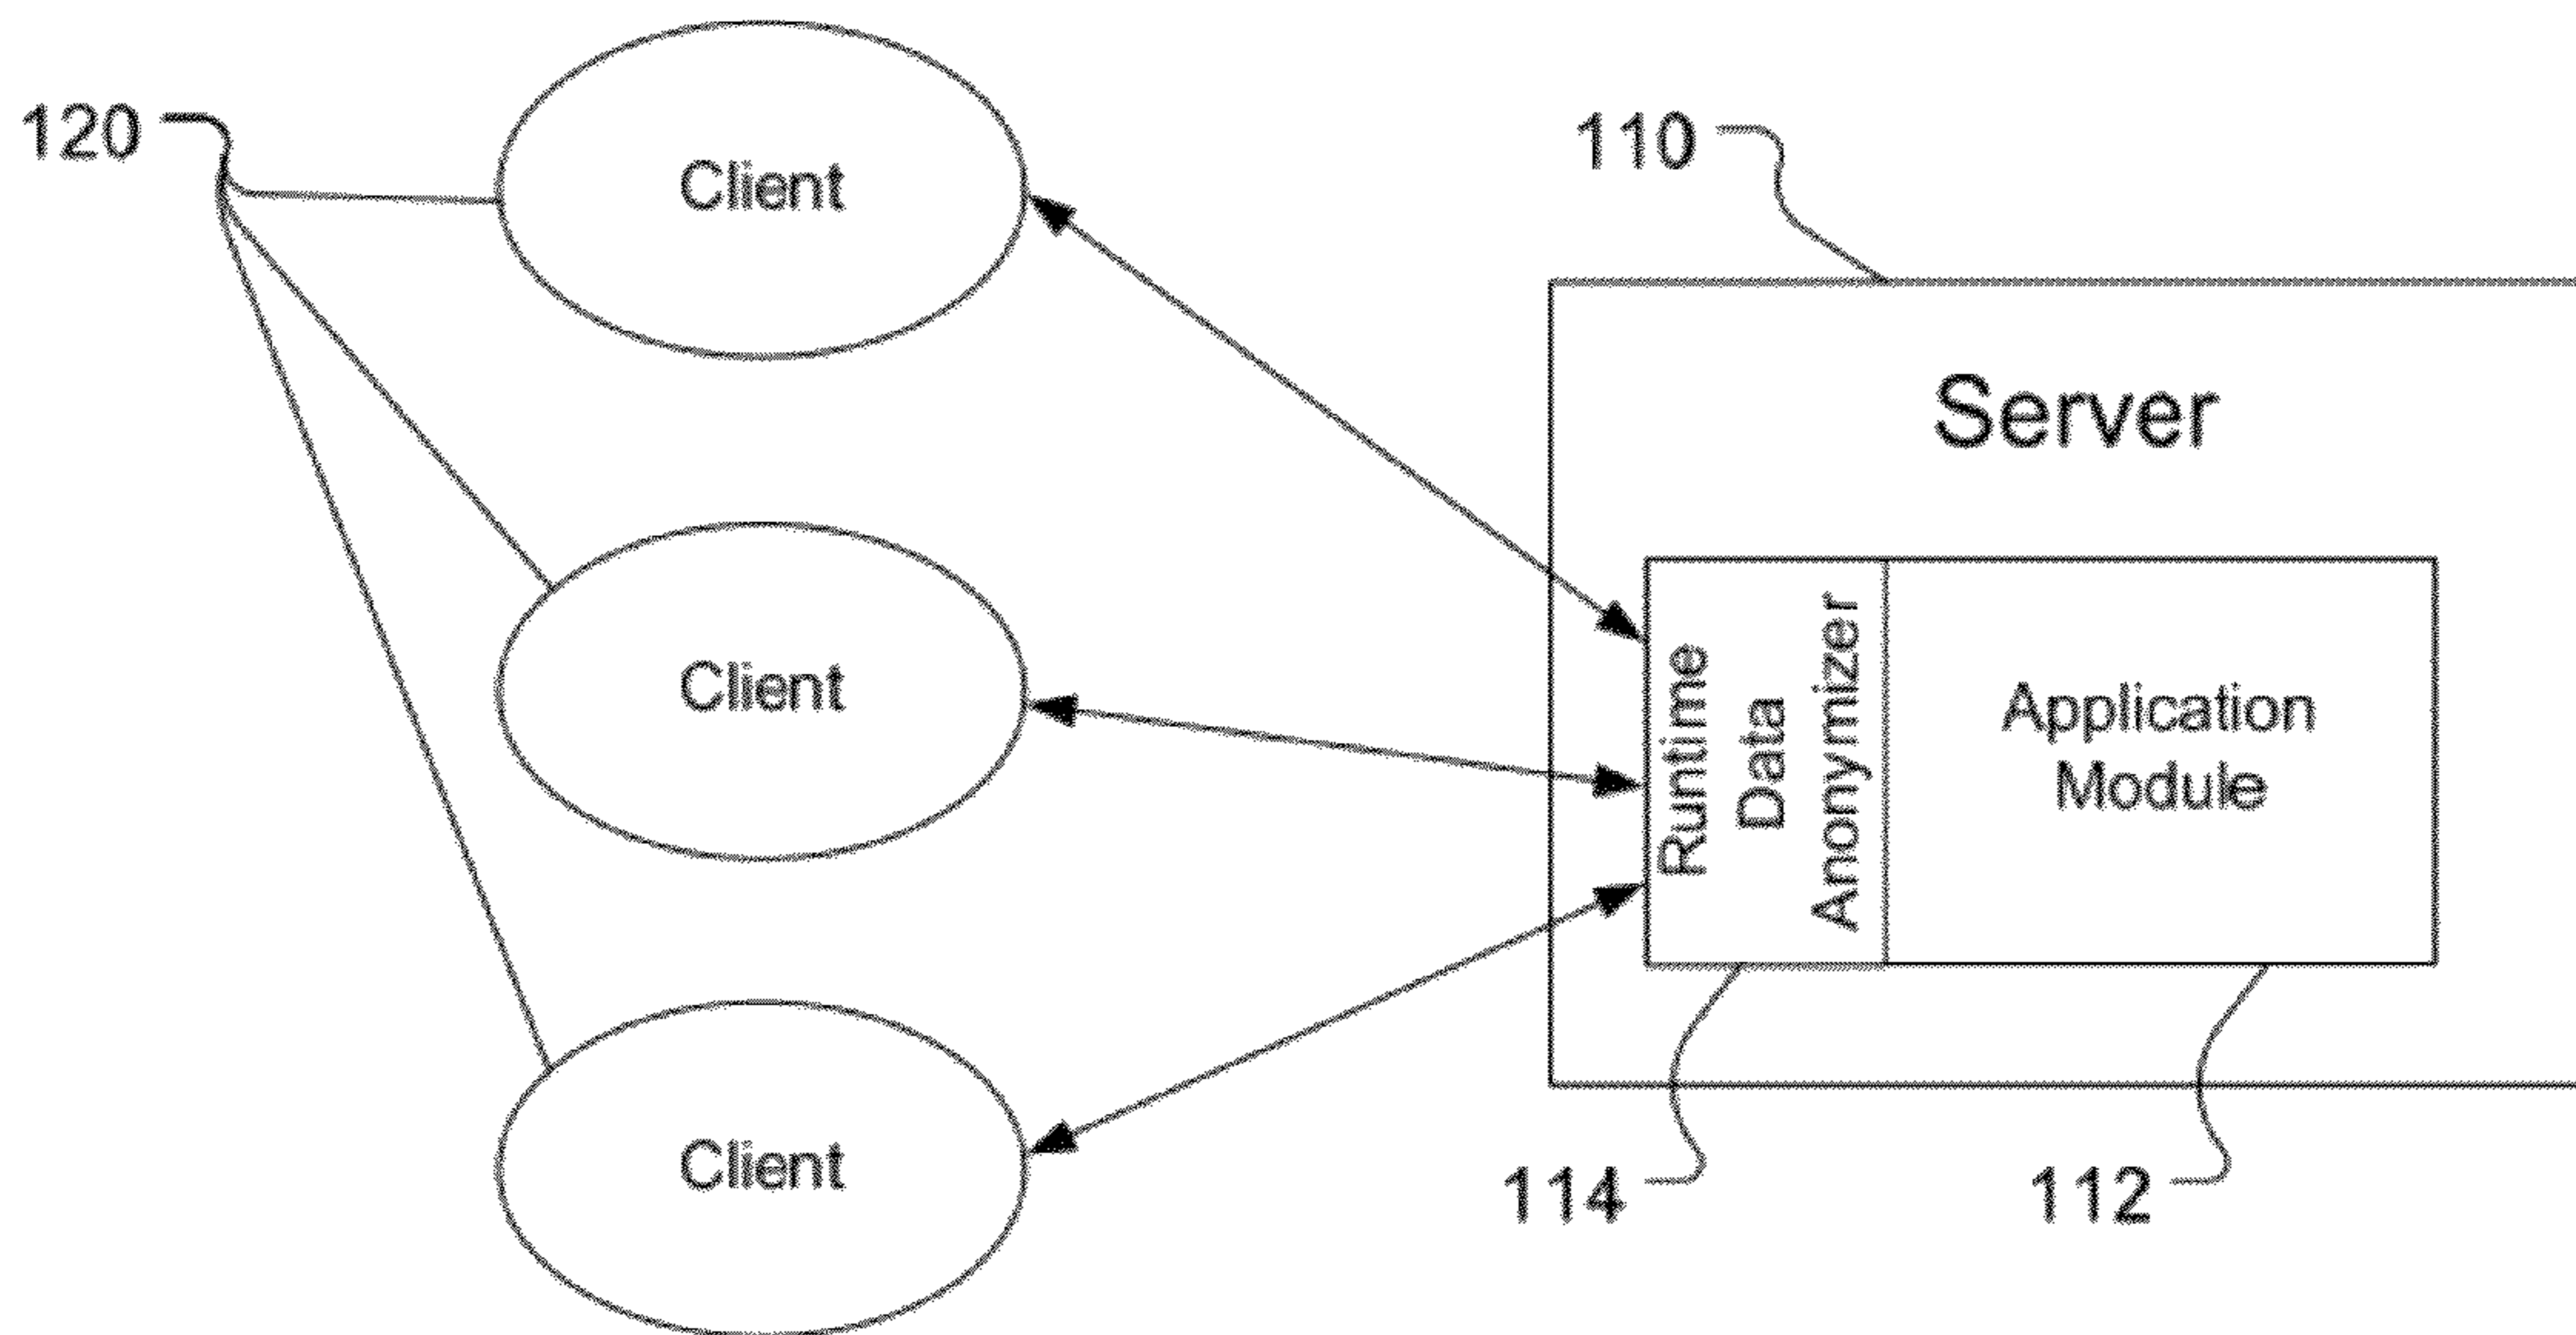 120
Client
110
Server
Client
Runtime
Data
Anonymizer
Application
Module
Client
114
112